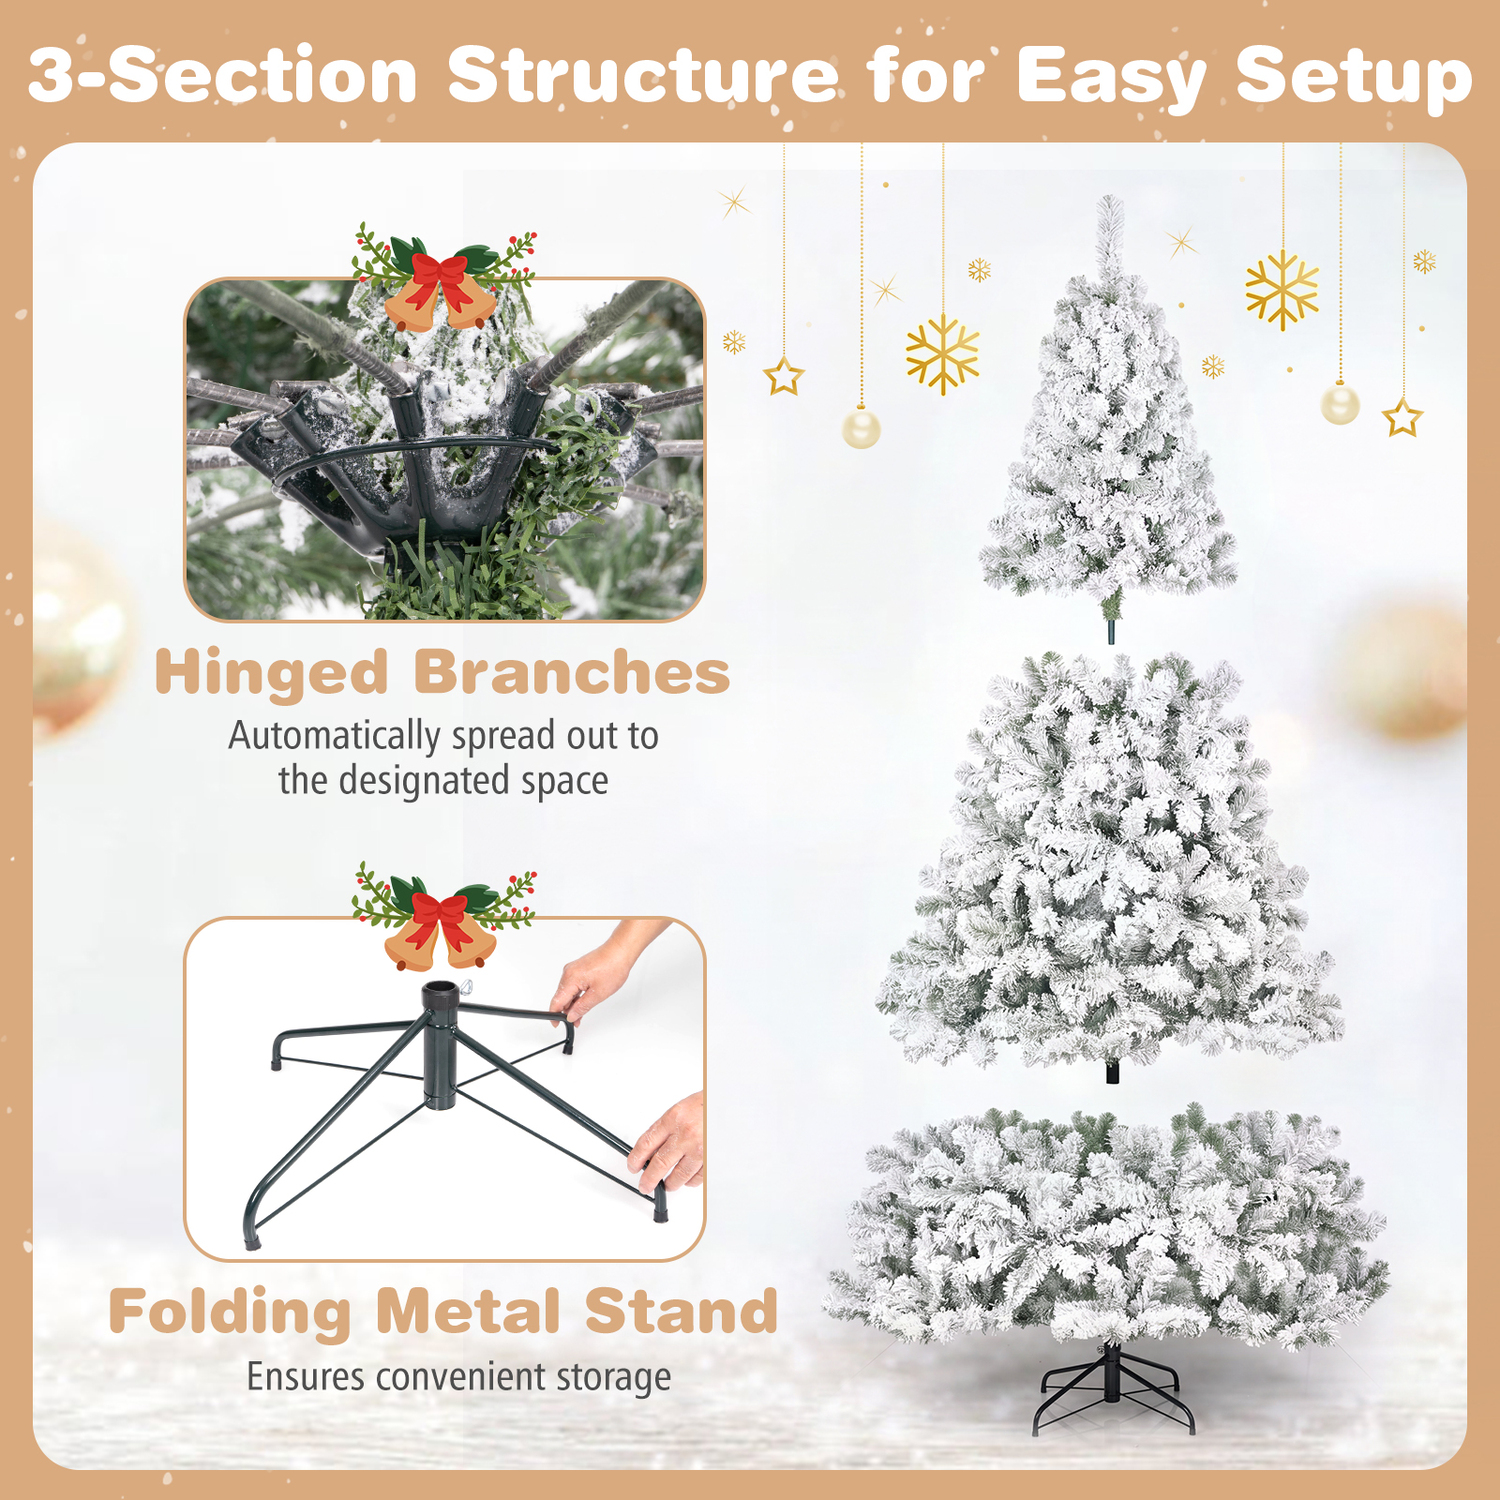 3-Section Structure for Easy Setup
Hinged Branches
Automatically spread out to
the designated space
Folding Metal Stand
Ensures convenient storage